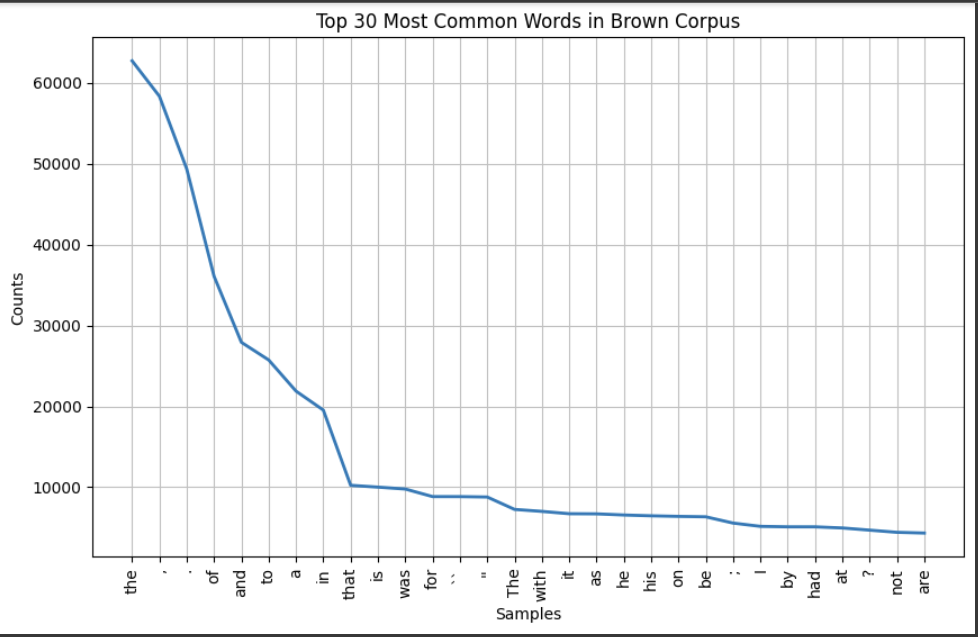 Top 30 Most Common Words in Brown Corpus
Counts
60000
50000
40000
30000
20000
10000
the
,
.
of
and
to
a
in
that
is
was
for
``
''
The
with
it
as
he
his
on
be
;
I
by
had
at
?
not
are
Samples